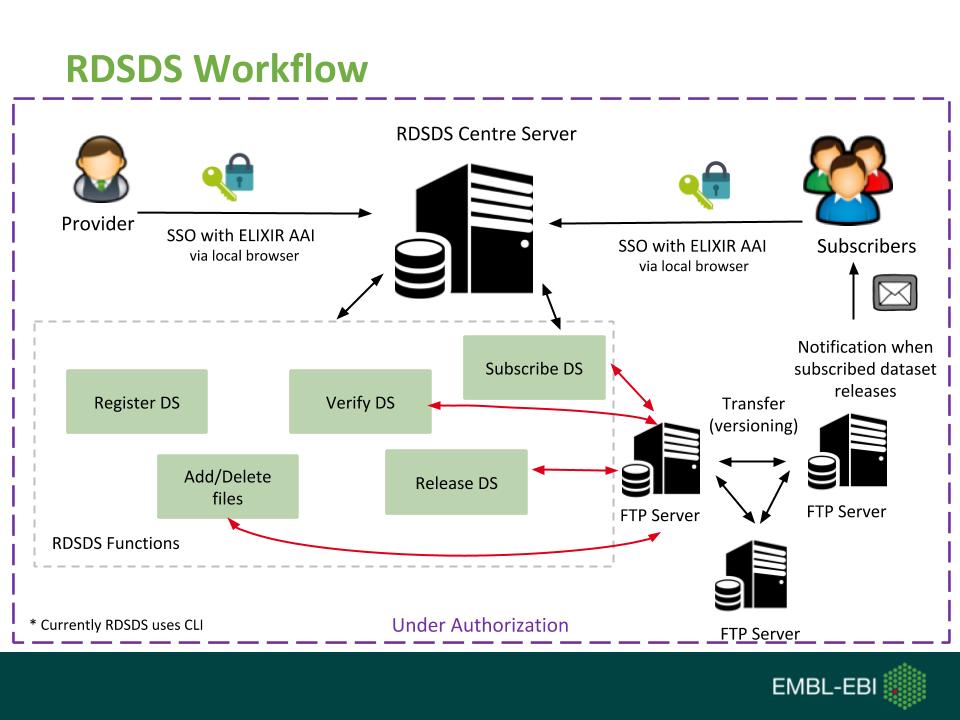 RDSDS Workflow
RDSDS Centre Server
Provider
SSO with ELIXIR AAI
via local browser
SSO with ELIXIR AAI
via local browser
Subscribers
Notification when
subscribed dataset
releases
Subscribe DS
Register DS
Verify DS
Transfer
(versioning)
Add/Delete
files
Release DS
FTP Server
FTP Server
RDSDS Functions
FTP Server
* Currently RDSDS uses CLI
Under Authorization
EMBL-EBI